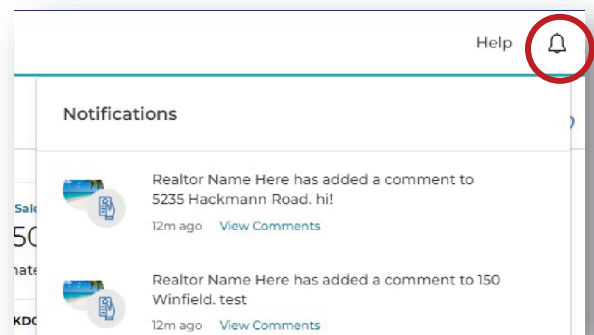 Help
Notifications
Realtor Name Here has added a comment to
5235 Hackmann Road. hi!
12m ago View Comments
Realtor Name Here has added a comment to 150
Winfield. test
12m ago View Comments